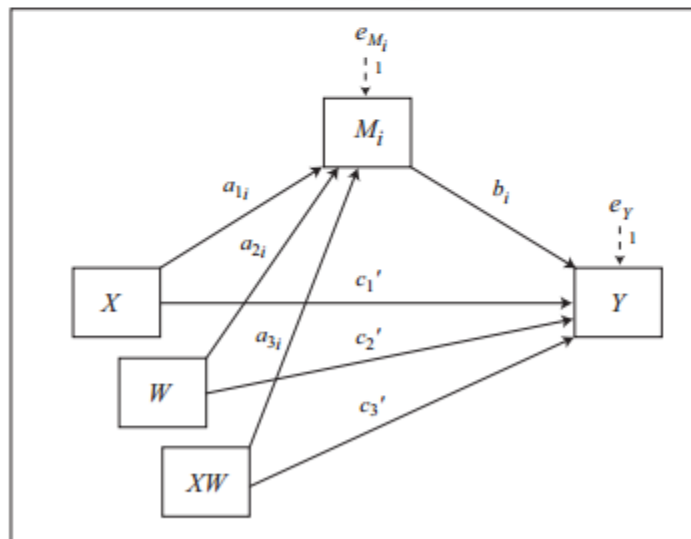 e_{M_i}
1
M_i
a_{1i}
b_i
e_Y
a_{2i}
1
X
c_1′
Y
a_{3i}
c_2′
W
c_3′
XW